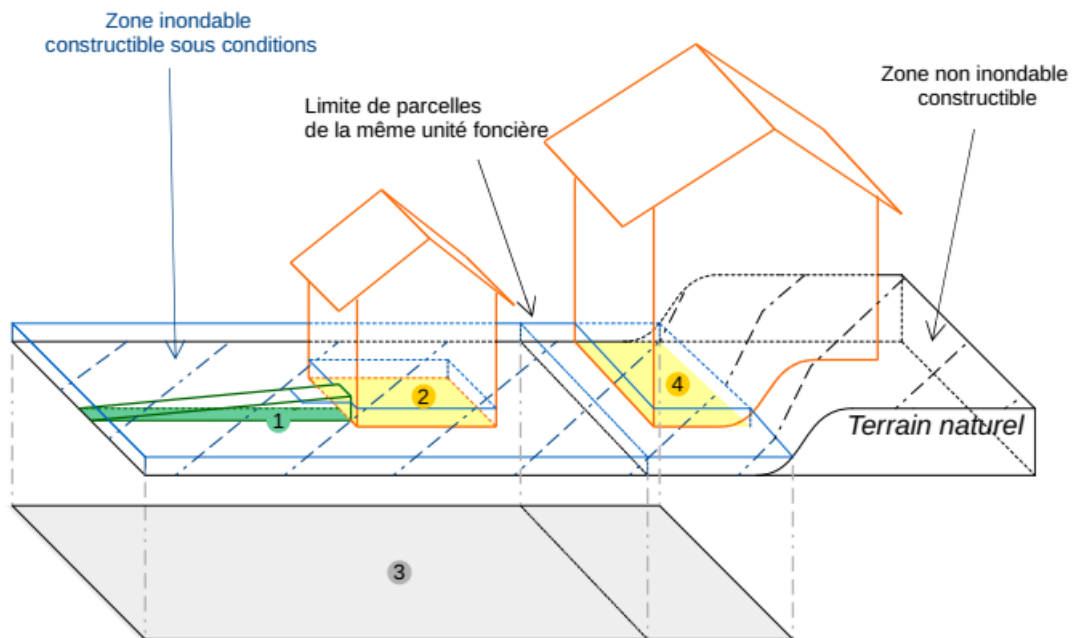 Zone inondable
constructible sous conditions
Limite de parcelles
de la même unité foncière
Zone non inondable
constructible
1
2
4
Terrain naturel
3